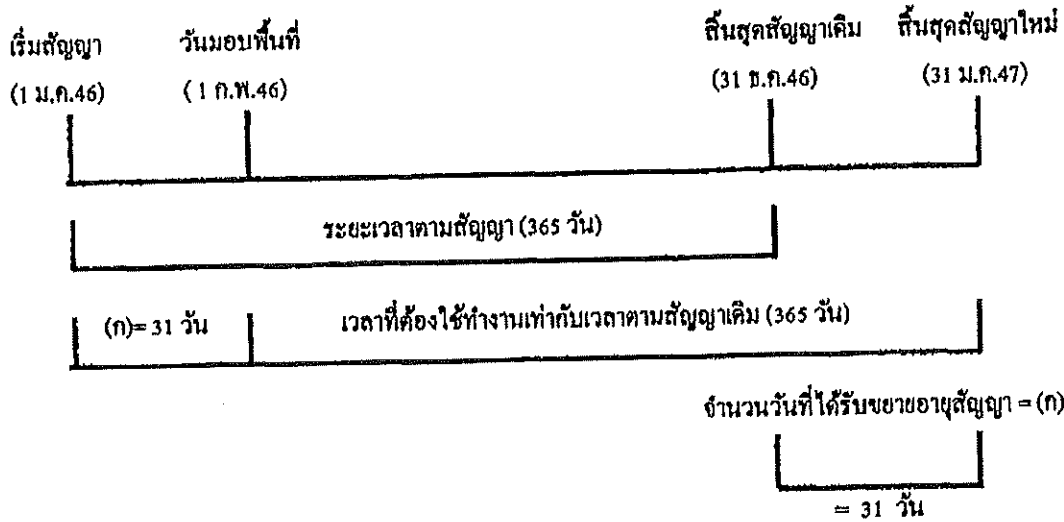 เริ่มสัญญา วันมอบพื้นที่ สิ้นสุดสัญญาเดิม สิ้นสุดสัญญาใหม่
(1 ม.ค.46) (1 ก.พ.46) (31 ธ.ค.46) (31 ม.ค.47)
ระยะเวลาตามสัญญา (365 วัน)
(ก)= 31 วัน เวลาที่ต้องใช้ทำงานเท่ากับเวลาตามสัญญาเดิม (365 วัน)
จำนวนวันที่ได้รับขยายอายุสัญญา = (ก)
= 31 วัน